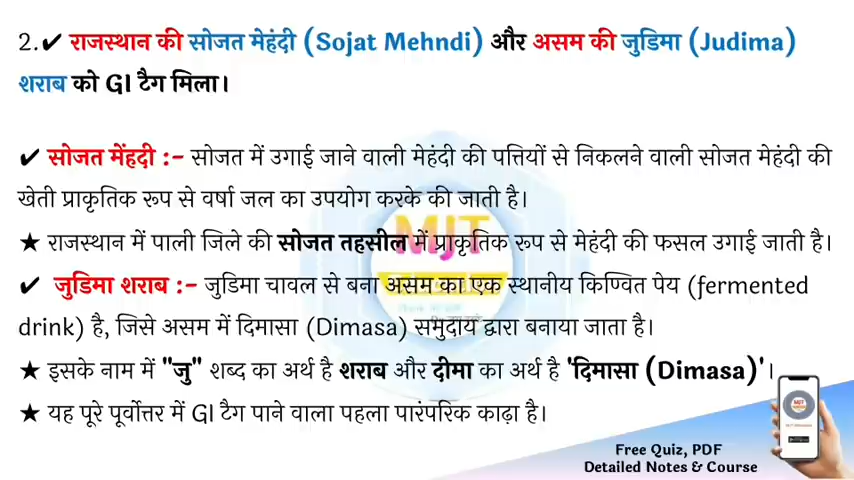 2.✔ राजस्थान की सोजत मेहंदी (Sojat Mehndi) और असम की जुडिमा (Judima)
शराब को GI टैग मिला।
✔ सोजत मेंहदी :- सोजत में उगाई जाने वाली मेहंदी की पत्तियों से निकलने वाली सोजत मेहंदी की
खेती प्राकृतिक रूप से वर्षा जल का उपयोग करके की जाती है।
★ राजस्थान में पाली जिले की सोजत तहसील में प्राकृतिक रूप से मेहंदी की फसल उगाई जाती है।
✔ जुडिमा शराब :- जुडिमा चावल से बना असम का एक स्थानीय किण्वित पेय (fermented
drink) है, जिसे असम में दिमासा (Dimasa) समुदाय द्वारा बनाया जाता है।
★ इसके नाम में "जु" शब्द का अर्थ है शराब और दीमा का अर्थ है 'दिमासा (Dimasa)'।
★ यह पूरे पूर्वोत्तर में GI टैग पाने वाला पहला पारंपरिक काढ़ा है।
MJT
MJT
Free Quiz, PDF
Detailed Notes & Course